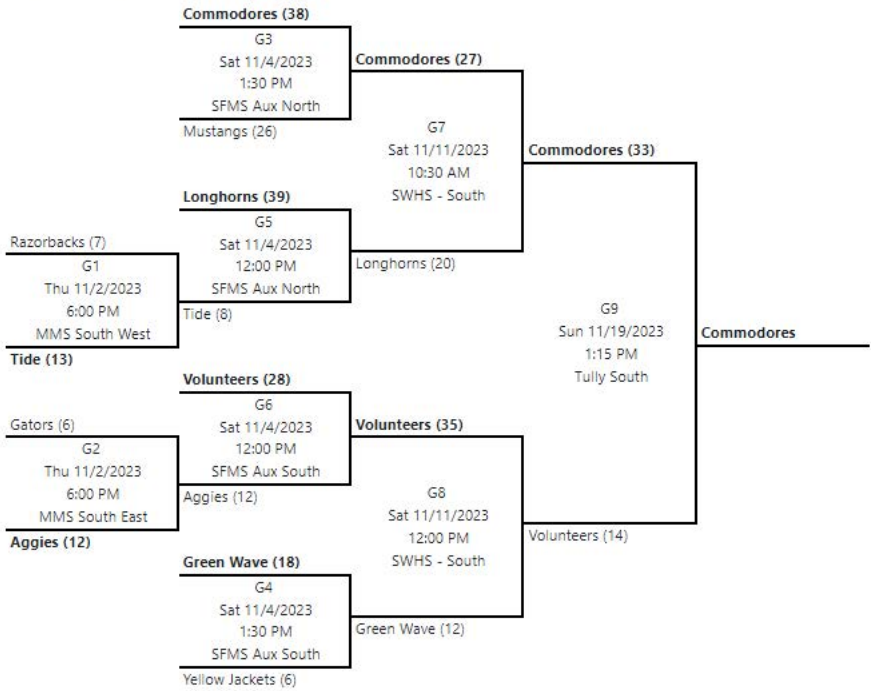 Commodores (38)
G3
Sat 11/4/2023
1:30 PM
SFMS Aux North
Mustangs (26)
Commodores (27)
G7
Sat 11/11/2023
10:30 AM
SWHS - South
Commodores (33)
Longhorns (39)
G5
Sat 11/4/2023
12:00 PM
SFMS Aux North
Longhorns (20)
Razorbacks (7)
G1
Thu 11/2/2023
6:00 PM
MMS South West
Tide (13)
Tide (8)
G9
Sun 11/19/2023
1:15 PM
Tully South
Commodores
Volunteers (28)
G6
Sat 11/4/2023
12:00 PM
SFMS Aux South
Volunteers (35)
Gators (6)
G2
Thu 11/2/2023
6:00 PM
MMS South East
Aggies (12)
Aggies (12)
G8
Sat 11/11/2023
12:00 PM
SWHS - South
Volunteers (14)
Green Wave (18)
G4
Sat 11/4/2023
1:30 PM
SFMS Aux South
Green Wave (12)
Yellow Jackets (6)